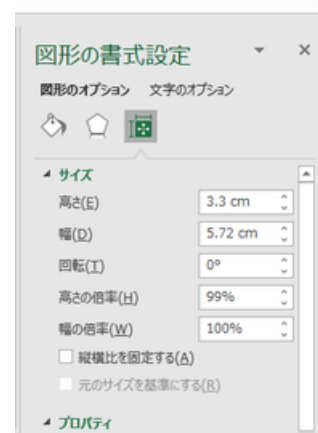 図形の書式設定
図形のオプション 文字のオプション
サイズ
高さ(E) 3.3 cm
幅(D) 5.72 cm
回転(T) 0°
高さの倍率(H) 99%
幅の倍率(W) 100%
縦横比を固定する(A)
元のサイズを基準にする(R)
プロパティ